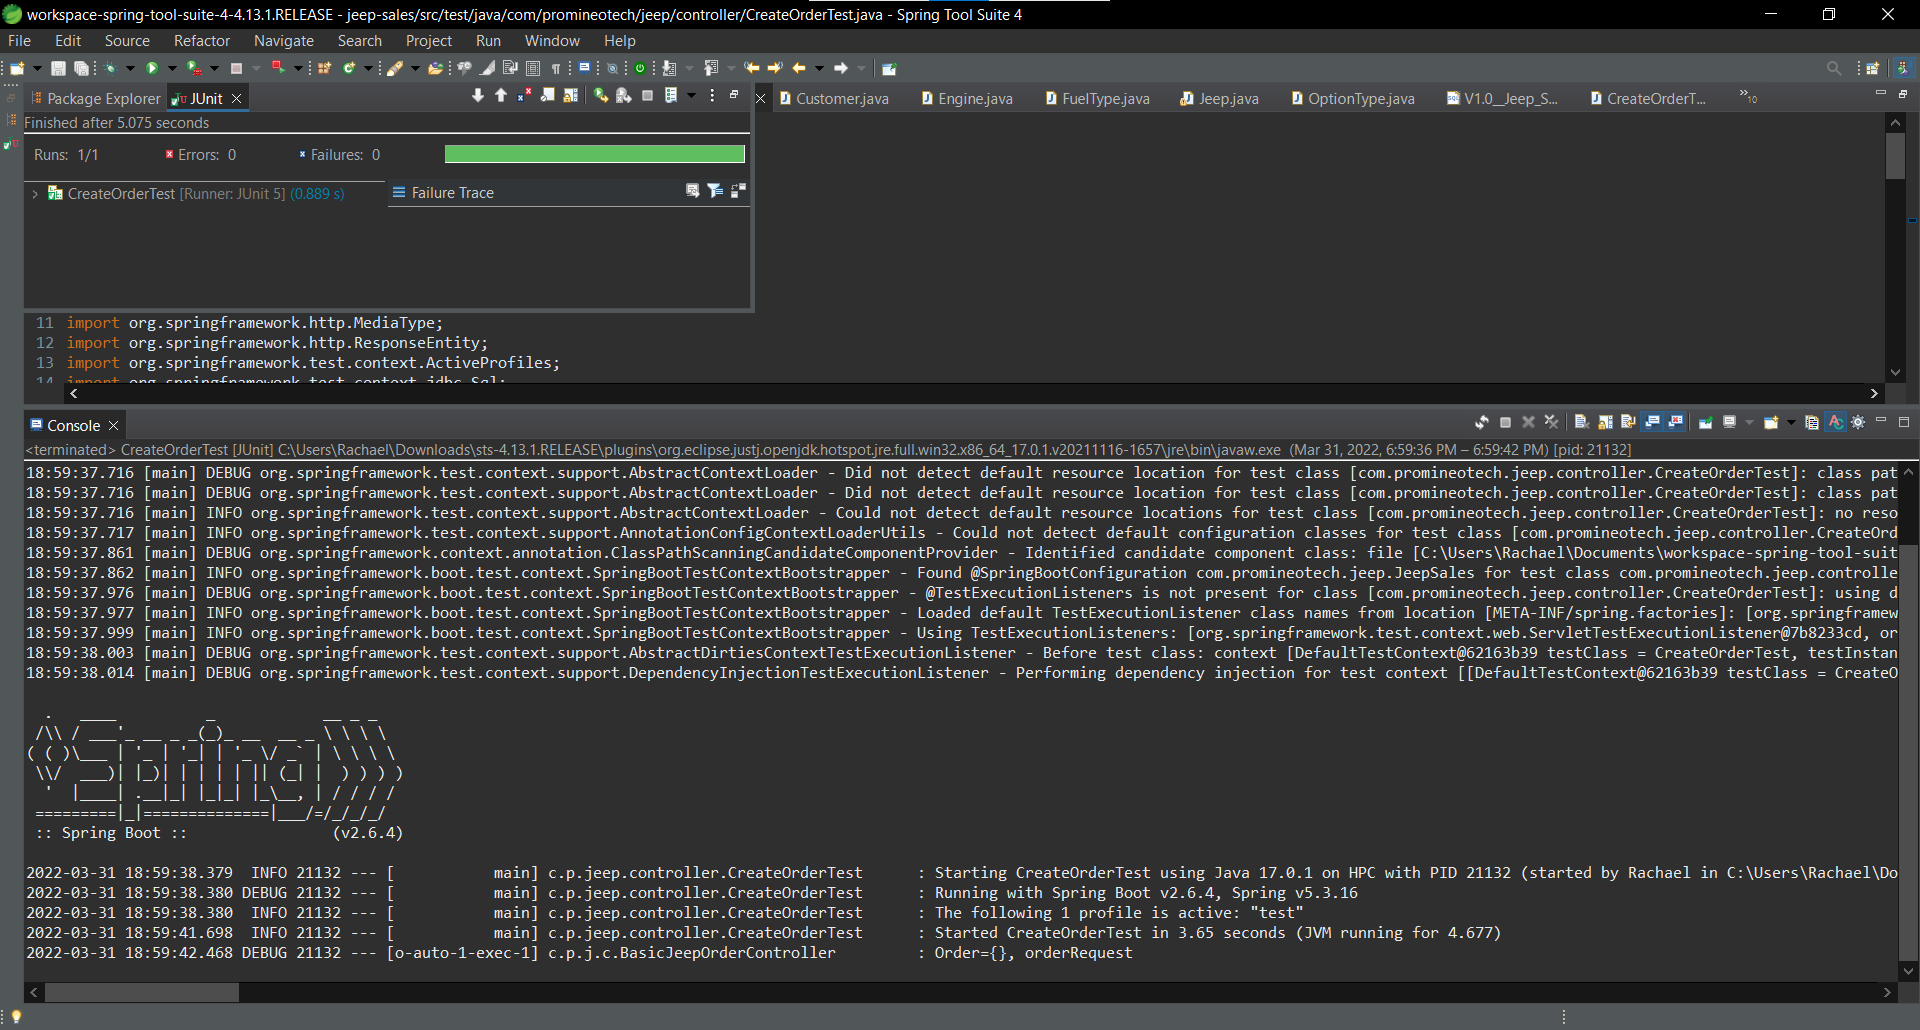 workspace-spring-tool-suite-4-4.13.1.RELEASE - jeep-sales/src/test/java/com/promineotech/jeep/controller/CreateOrderTest.java - Spring Tool Suite 4
File Edit Source Refactor Navigate Search Project Run Window Help
Package Explorer JUnit
Customer.java Engine.java FuelType.java Jeep.java OptionType.java V1.0__Jeep_S... CreateOrderT... »10
Finished after 5.075 seconds
Runs: 1/1 Errors: 0 Failures: 0
CreateOrderTest [Runner: JUnit 5] (0.889 s)
Failure Trace
11 import org.springframework.http.MediaType;
12 import org.springframework.http.ResponseEntity;
13 import org.springframework.test.context.ActiveProfiles;
14 import org.springframework.test.context.jdbc.Sql;
Console
<terminated> CreateOrderTest [JUnit] C:\Users\Rachael\Downloads\sts-4.13.1.RELEASE\plugins\org.eclipse.justj.openjdk.hotspot.jre.full.win32.x86_64_17.0.1.v20211116-1657\jre\bin\javaw.exe (Mar 31, 2022, 6:59:36 PM – 6:59:42 PM) [pid: 21132]
18:59:37.716 [main] DEBUG org.springframework.test.context.support.AbstractContextLoader - Did not detect default resource location for test class [com.promineotech.jeep.controller.CreateOrderTest]: class pat
18:59:37.716 [main] DEBUG org.springframework.test.context.support.AbstractContextLoader - Did not detect default resource location for test class [com.promineotech.jeep.controller.CreateOrderTest]: class pat
18:59:37.716 [main] INFO org.springframework.test.context.support.AbstractContextLoader - Could not detect default resource locations for test class [com.promineotech.jeep.controller.CreateOrderTest]: no reso
18:59:37.717 [main] INFO org.springframework.test.context.support.AnnotationConfigContextLoaderUtils - Could not detect default configuration classes for test class [com.promineotech.jeep.controller.CreateOrd
18:59:37.861 [main] DEBUG org.springframework.context.annotation.ClassPathScanningCandidateComponentProvider - Identified candidate component class: file [C:\Users\Rachael\Documents\workspace-spring-tool-suit
18:59:37.862 [main] INFO org.springframework.boot.test.context.SpringBootTestContextBootstrapper - Found @SpringBootConfiguration com.promineotech.jeep.JeepSales for test class com.promineotech.jeep.controlle
18:59:37.976 [main] DEBUG org.springframework.boot.test.context.SpringBootTestContextBootstrapper - @TestExecutionListeners is not present for class [com.promineotech.jeep.controller.CreateOrderTest]: using d
18:59:37.977 [main] INFO org.springframework.boot.test.context.SpringBootTestContextBootstrapper - Loaded default TestExecutionListener class names from location [META-INF/spring.factories]: [org.springframew
18:59:37.999 [main] INFO org.springframework.boot.test.context.SpringBootTestContextBootstrapper - Using TestExecutionListeners: [org.springframework.test.context.web.ServletTestExecutionListener@7b8233cd, or
18:59:38.003 [main] DEBUG org.springframework.test.context.support.AbstractDirtiesContextTestExecutionListener - Before test class: context [DefaultTestContext@62163b39 testClass = CreateOrderTest, testInstan
18:59:38.014 [main] DEBUG org.springframework.test.context.support.DependencyInjectionTestExecutionListener - Performing dependency injection for test context [[DefaultTestContext@62163b39 testClass = CreateO
  .   ____          _            __ _ _
 /\\ / ___'_ __ _ _(_)_ __  __ _ \ \ \ \
( ( )\___ | '_ | '_| | '_ \/ _` | \ \ \ \
 \\/  ___)| |_)| | | | | || (_| |  ) ) ) )
  '  |____| .__|_| |_|_| |_\__, | / / / /
 =========|_|==============|___/=/_/_/_/
 :: Spring Boot ::                (v2.6.4)
2022-03-31 18:59:38.379  INFO 21132 --- [           main] c.p.jeep.controller.CreateOrderTest      : Starting CreateOrderTest using Java 17.0.1 on HPC with PID 21132 (started by Rachael in C:\Users\Rachael\Do
2022-03-31 18:59:38.380 DEBUG 21132 --- [           main] c.p.jeep.controller.CreateOrderTest      : Running with Spring Boot v2.6.4, Spring v5.3.16
2022-03-31 18:59:38.380  INFO 21132 --- [           main] c.p.jeep.controller.CreateOrderTest      : The following 1 profile is active: "test"
2022-03-31 18:59:41.698  INFO 21132 --- [           main] c.p.jeep.controller.CreateOrderTest      : Started CreateOrderTest in 3.65 seconds (JVM running for 4.677)
2022-03-31 18:59:42.468 DEBUG 21132 --- [o-auto-1-exec-1] c.p.j.c.BasicJeepOrderController         : Order={}, orderRequest